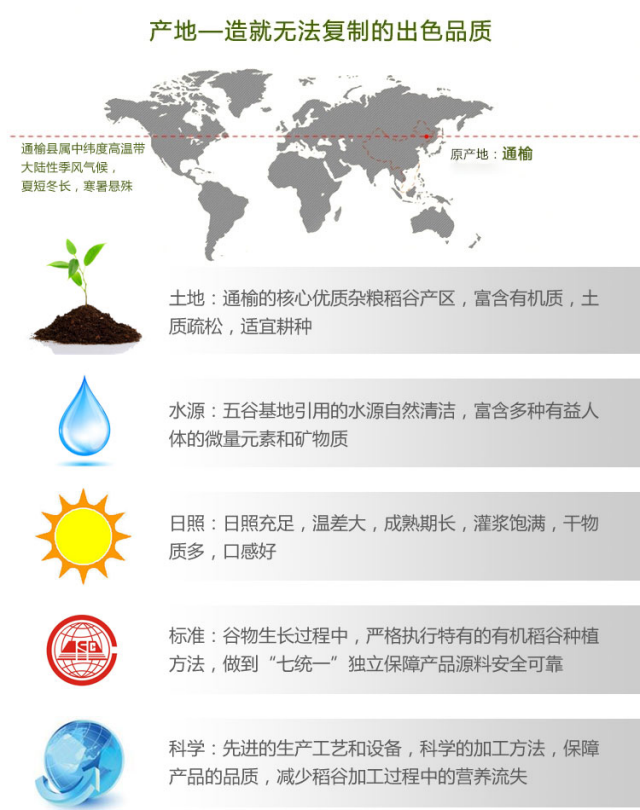 产地—造就无法复制的出色品质
通榆县属中纬度高温带
大陆性季风气候，
夏短冬长，寒暑悬殊
原产地：通榆
土地：通榆的核心优质杂粮稻谷产区，富含有机质，土
质疏松，适宜耕种
水源：五谷基地引用的水源自然清洁，富含多种有益人
体的微量元素和矿物质
日照：日照充足，温差大，成熟期长，灌浆饱满，干物
质多，口感好
标准：谷物生长过程中，严格执行特有的有机稻谷种植
方法，做到“七统一”独立保障产品源料安全可靠
科学：先进的生产工艺和设备，科学的加工方法，保障
产品的品质，减少稻谷加工过程中的营养流失